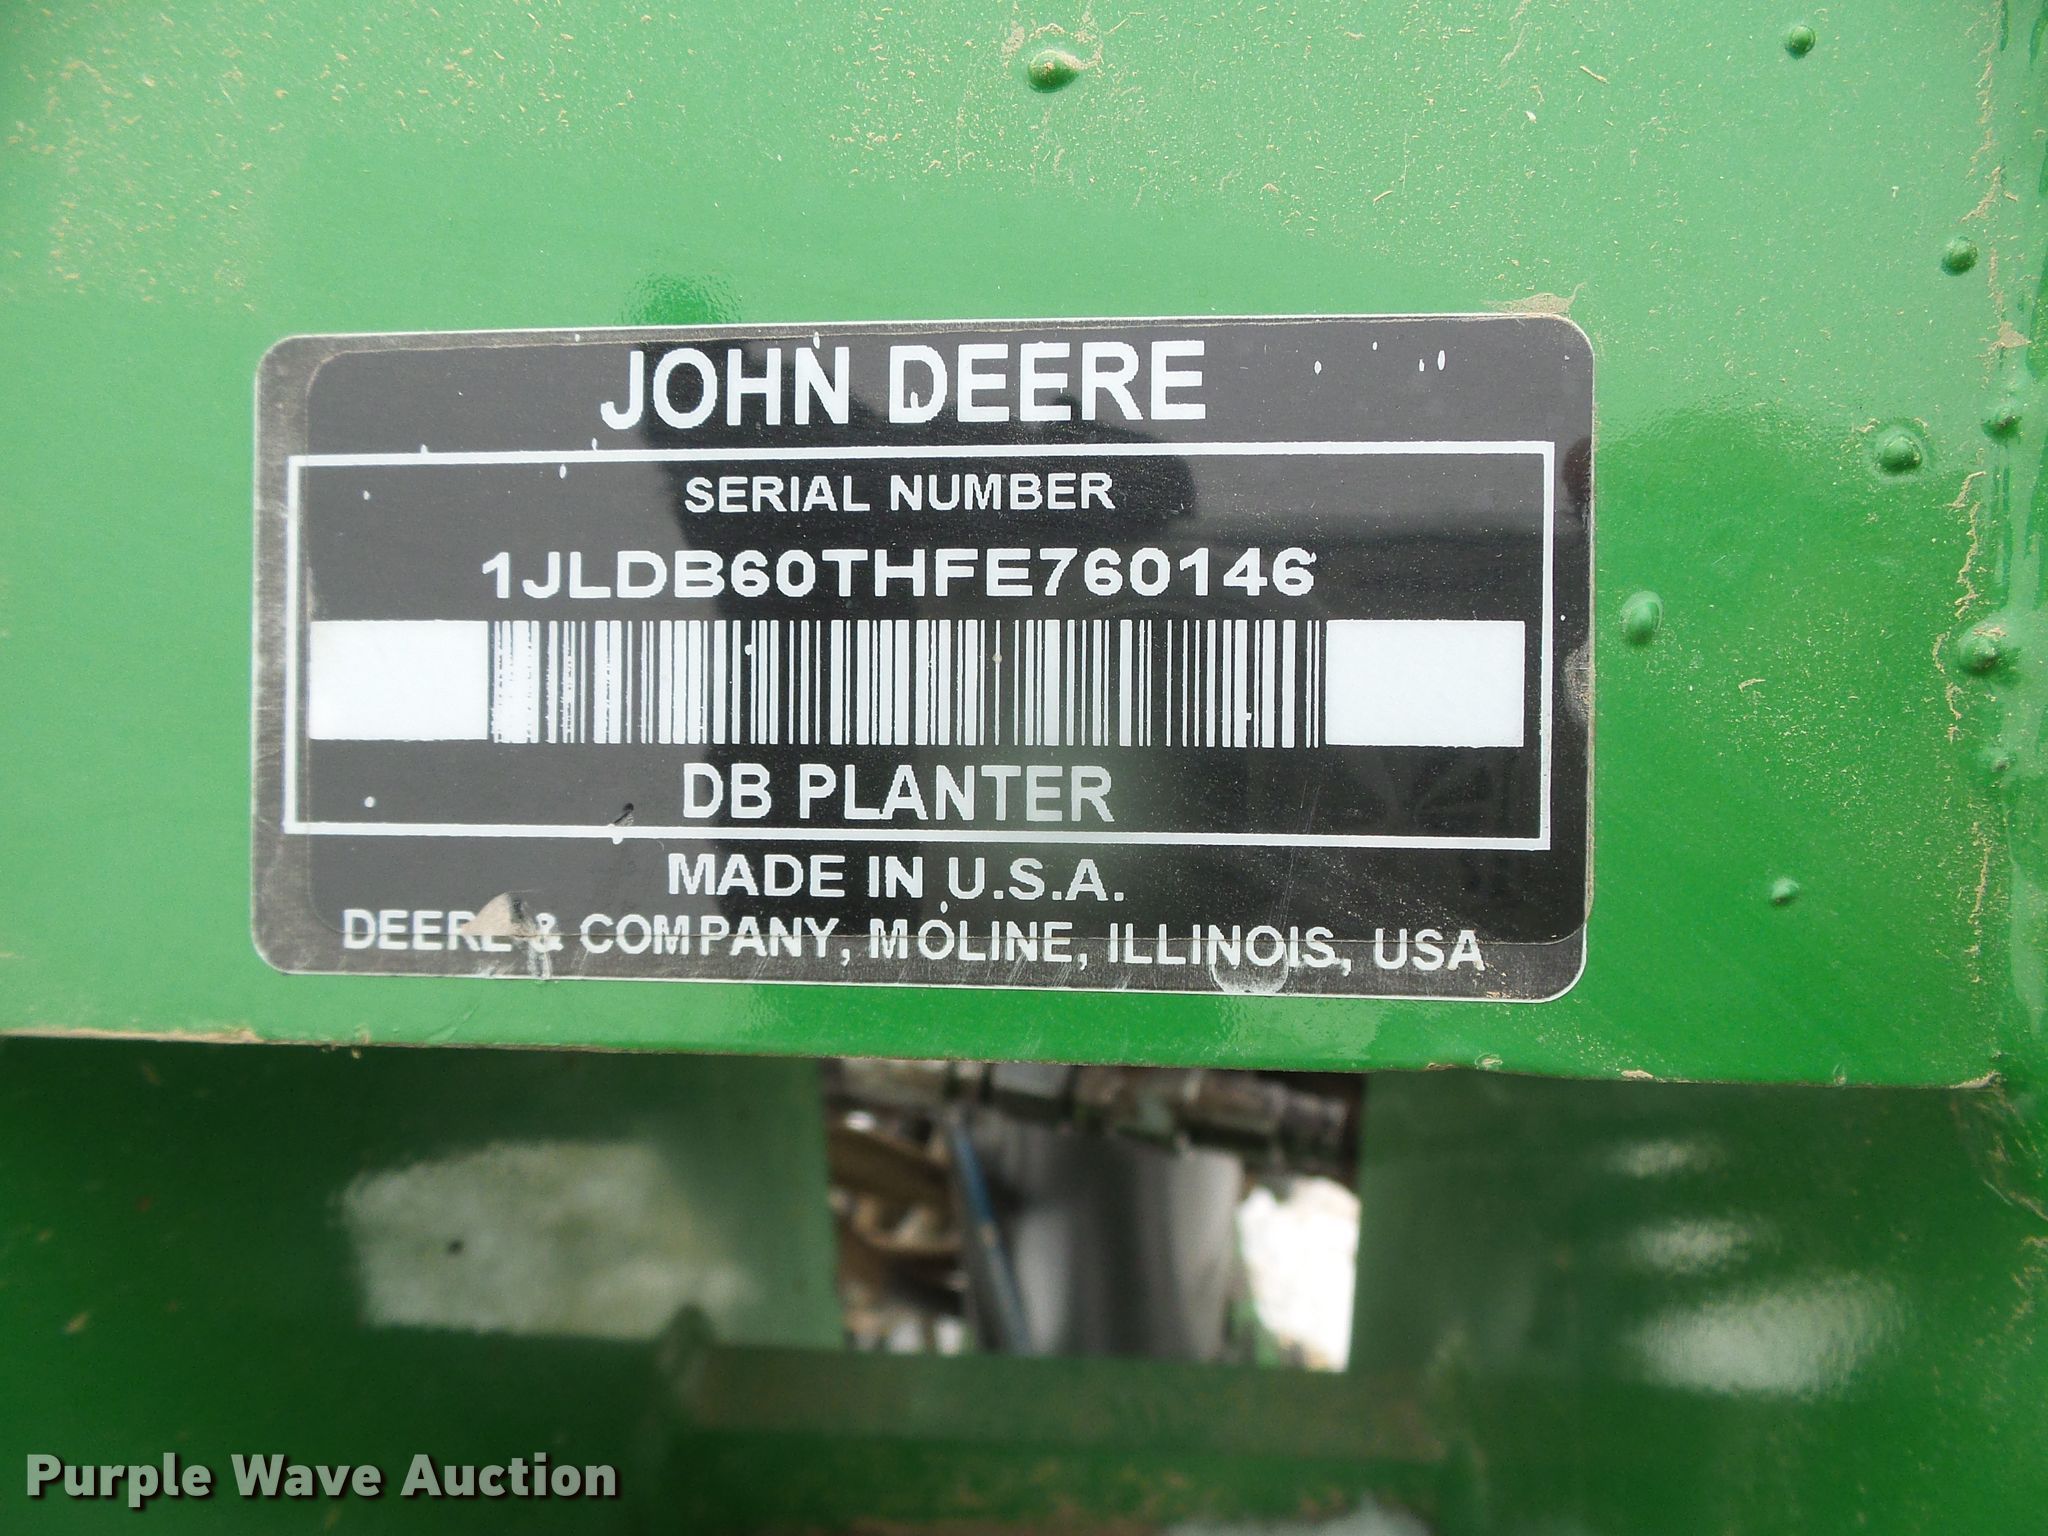 JOHN DEERE
SERIAL NUMBER
1JLDB60THFE760146
DB PLANTER
MADE IN U.S.A.
DEERE & COMPANY, MOLINE, ILLINOIS, USA
Purple Wave Auction